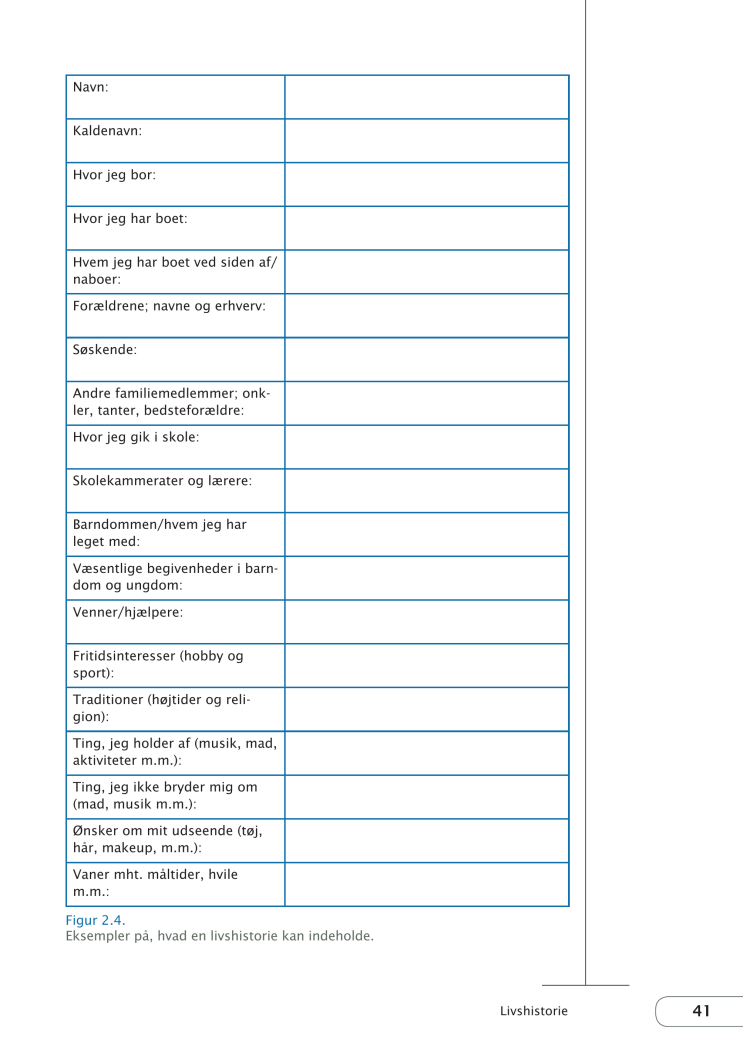 Navn:
Kaldenavn:
Hvor jeg bor:
Hvor jeg har boet:
Hvem jeg har boet ved siden af/
naboer:
Forældrene; navne og erhverv:
Søskende:
Andre familiemedlemmer; onk-
ler, tanter, bedsteforældre:
Hvor jeg gik i skole:
Skolekammerater og lærere:
Barndommen/hvem jeg har
leget med:
Væsentlige begivenheder i barn-
dom og ungdom:
Venner/hjælpere:
Fritidsinteresser (hobby og
sport):
Traditioner (højtider og reli-
gion):
Ting, jeg holder af (musik, mad,
aktiviteter m.m.):
Ting, jeg ikke bryder mig om
(mad, musik m.m.):
Ønsker om mit udseende (tøj,
hår, makeup, m.m.):
Vaner mht. måltider, hvile
m.m.:
Figur 2.4.
Eksempler på, hvad en livshistorie kan indeholde.
Livshistorie
41